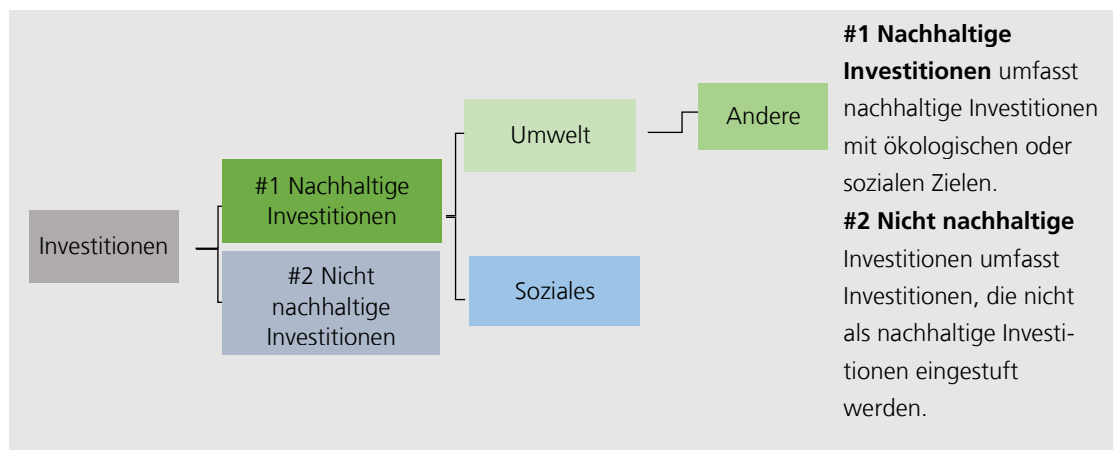 Investitionen
#1 Nachhaltige
Investitionen
#2 Nicht
nachhaltige
Investitionen
Umwelt
Soziales
Andere
#1 Nachhaltige
Investitionen umfasst
nachhaltige Investitionen
mit ökologischen oder
sozialen Zielen.
#2 Nicht nachhaltige
Investitionen umfasst
Investitionen, die nicht
als nachhaltige Investi-
tionen eingestuft
werden.